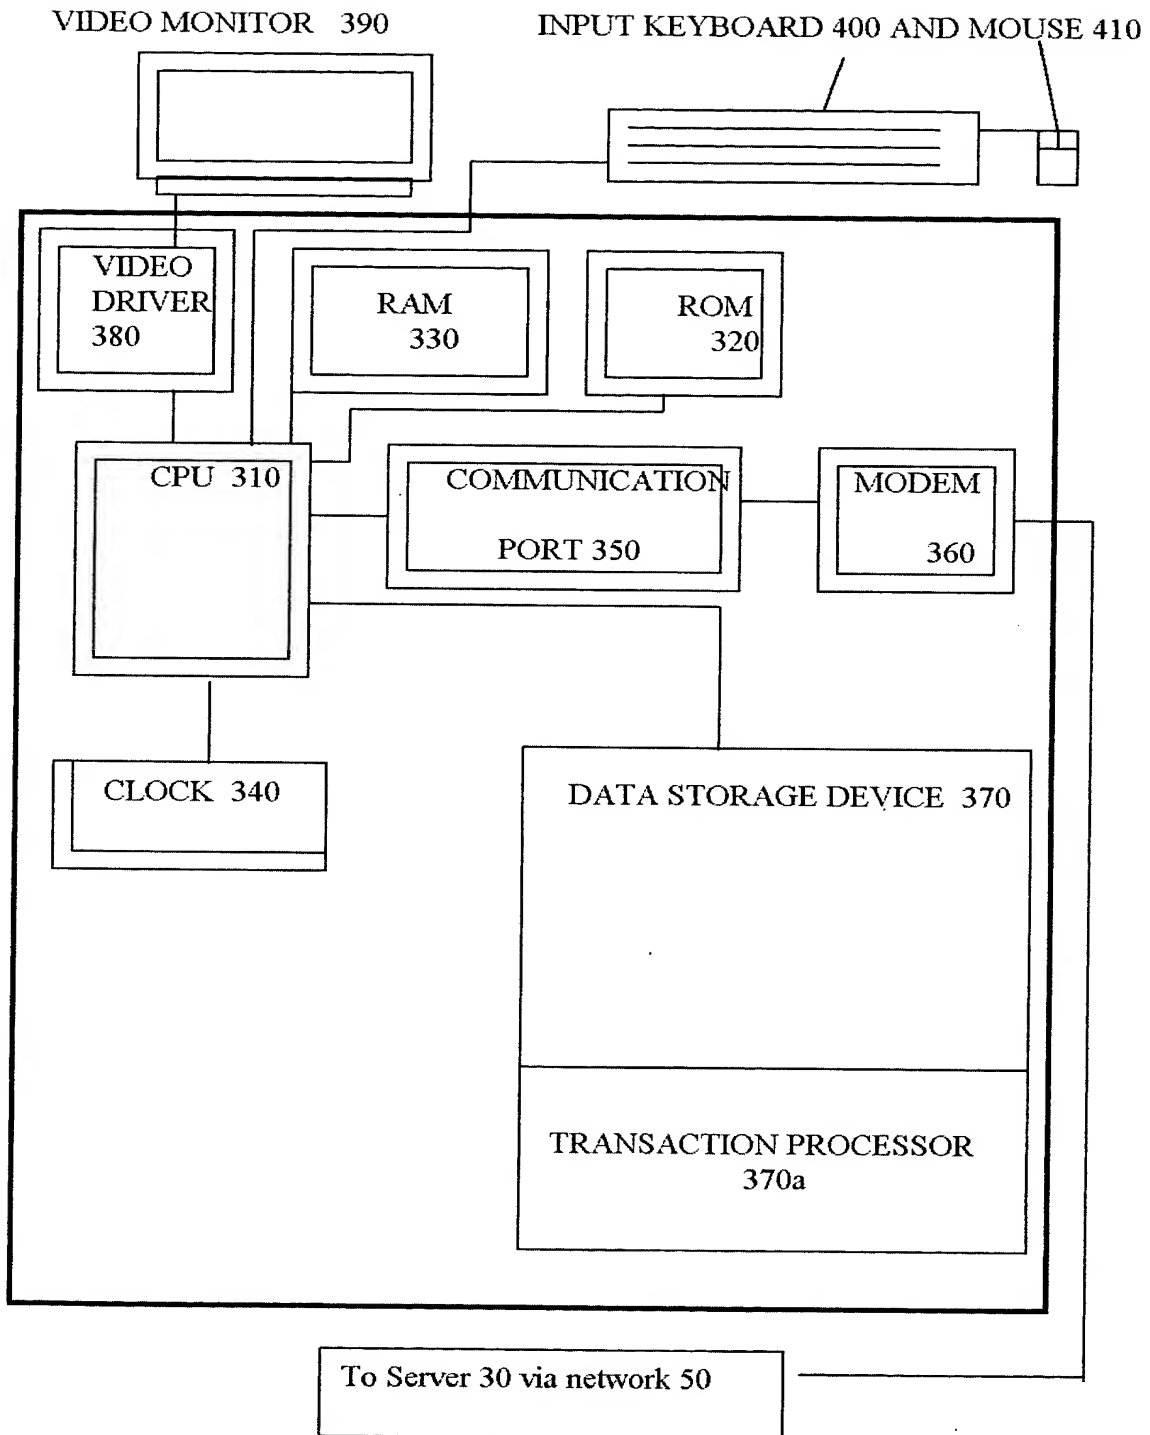 VIDEO MONITOR 390
INPUT KEYBOARD 400 AND MOUSE 410
VIDEO
DRIVER
380
RAM
330
ROM
320
CPU 310
COMMUNICATION
PORT 350
MODEM
360
CLOCK 340
DATA STORAGE DEVICE 370
TRANSACTION PROCESSOR
370a
To Server 30 via network 50